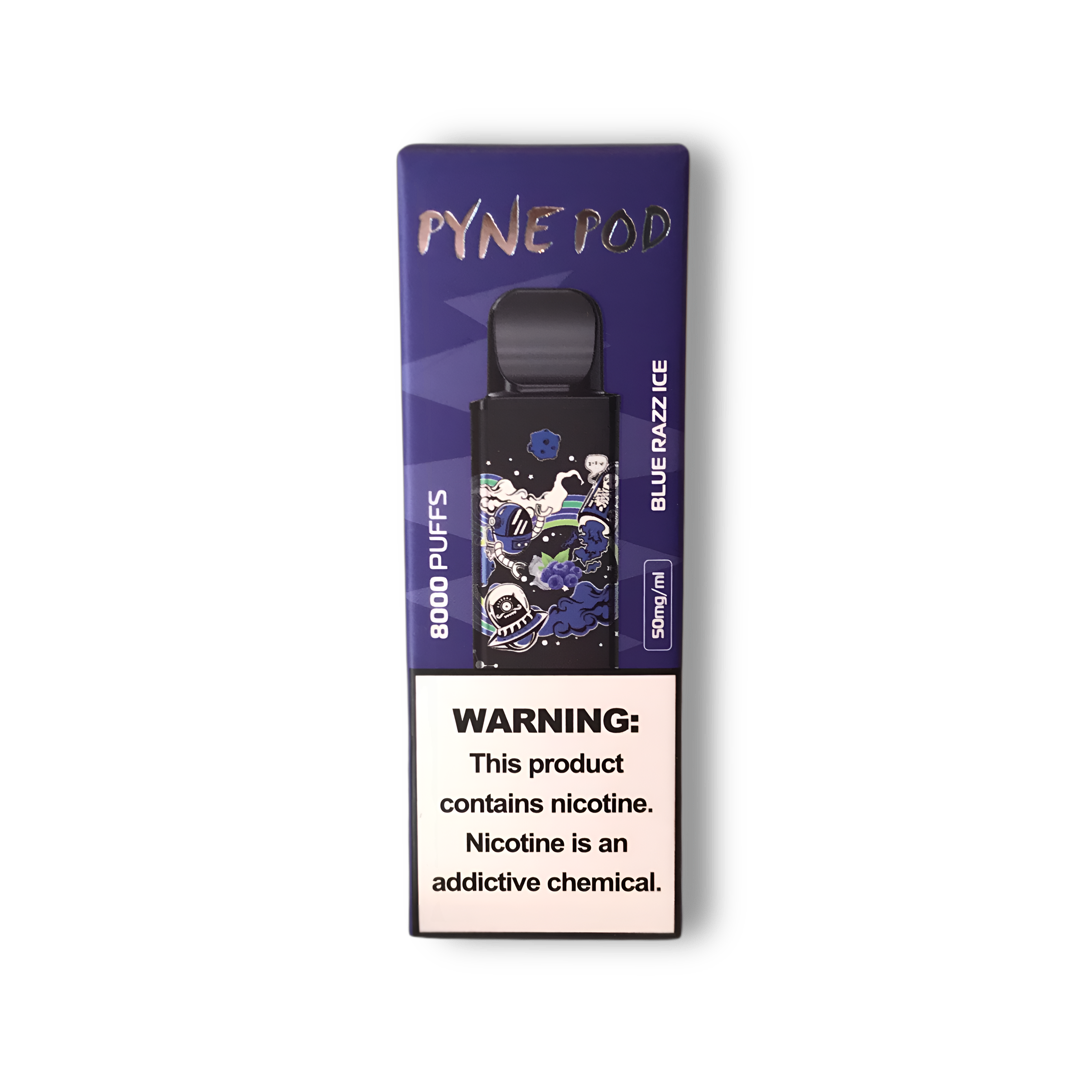 PYNE POD
8000 PUFFS
BLUE RAZZ ICE
50mg/ml
WARNING:
This product
contains nicotine.
Nicotine is an
addictive chemical.